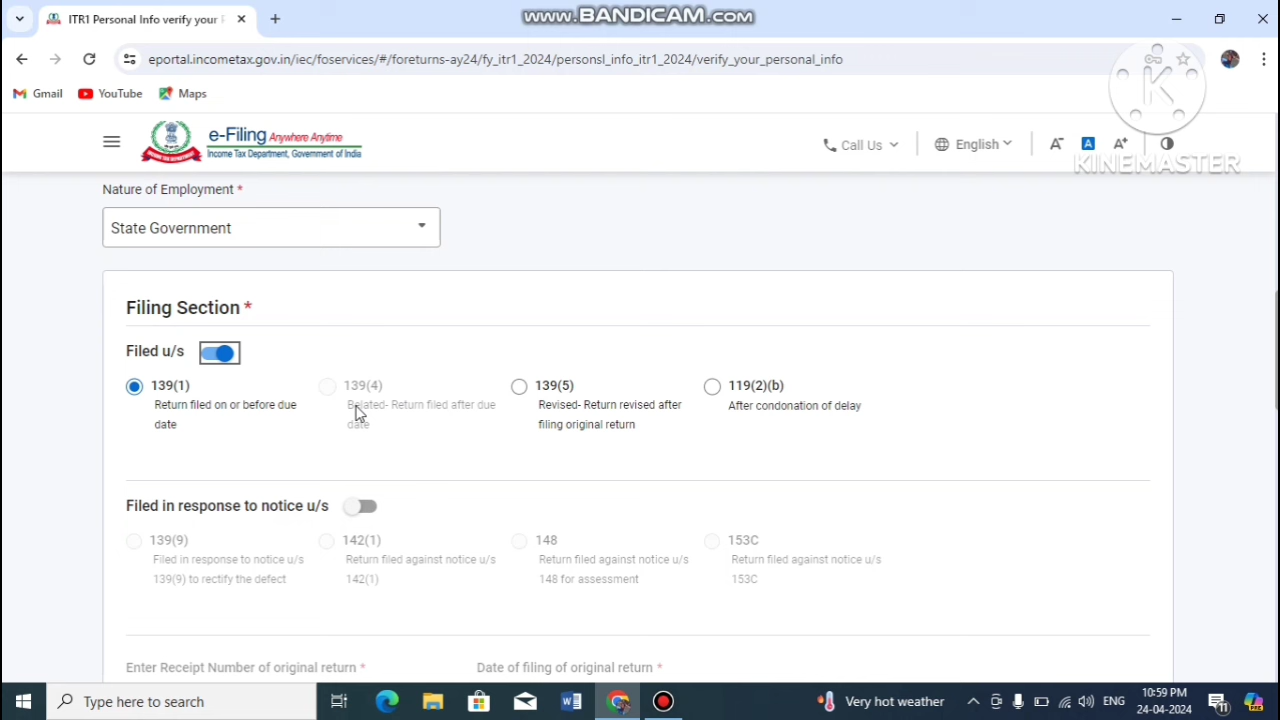 ITR1 Personal Info verify your P
www.BANDICAM.COM
eportal.incometax.gov.in/iec/foservices/#/foreturns-ay24/fy_itr1_2024/personsl_info_itr1_2024/verify_your_personal_info
Gmail YouTube Maps
e-Filing Anywhere Anytime
Income Tax Department, Government of India
INCOME TAX DEPARTMENT
Call Us English A- A A+
K
KINEMASTER
Nature of Employment *
State Government
Filing Section *
Filed u/s
139(1)
Return filed on or before due
date
139(4)
Belated- Return filed after due
date
139(5)
Revised- Return revised after
filing original return
119(2)(b)
After condonation of delay
Filed in response to notice u/s
139(9)
Filed in response to notice u/s
139(9) to rectify the defect
142(1)
Return filed against notice u/s
142(1)
148
Return filed against notice u/s
148 for assessment
153C
Return filed against notice u/s
153C
Enter Receipt Number of original return * Date of filing of original return *
Type here to search
Very hot weather
ENG
10:59 PM
24-04-2024
11